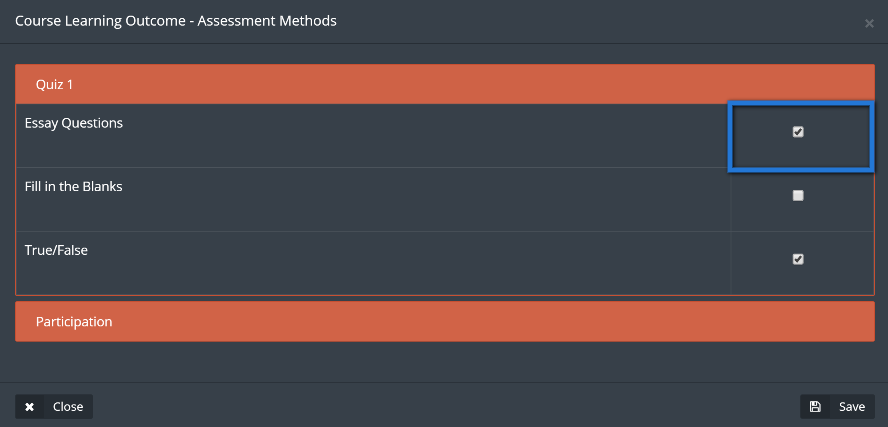 Course Learning Outcome - Assessment Methods
×
Quiz 1
Essay Questions
Fill in the Blanks
True/False
Participation
Close
Save